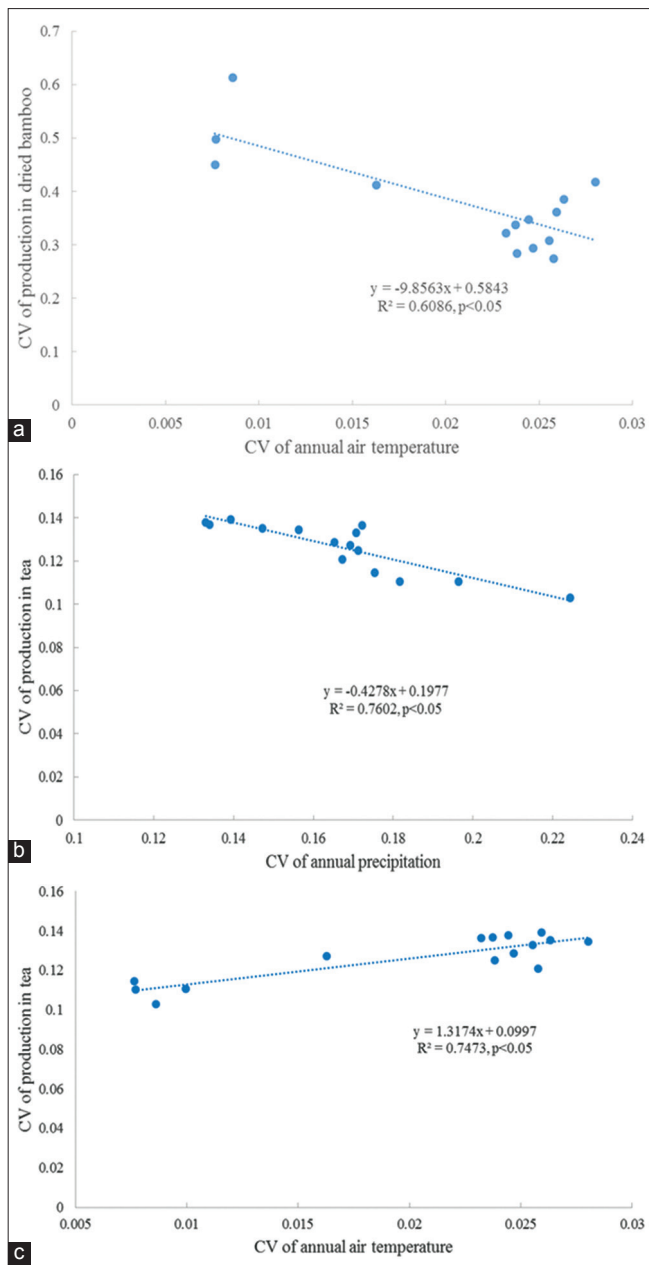 0.7
0.6
0.5
0.4
0.3
0.2
0.1
0
CV of production in dried bamboo
y = -9.8563x + 0.5843
R² = 0.6086, p<0.05
0 0.005 0.01 0.015 0.02 0.025 0.03
CV of annual air temperature
a
0.16
0.14
0.12
0.1
0.08
0.06
0.04
0.02
0
CV of production in tea
y = -0.4278x + 0.1977
R² = 0.7602, p<0.05
0.1 0.12 0.14 0.16 0.18 0.2 0.22 0.24
CV of annual precipitation
b
0.16
0.14
0.12
0.1
0.08
0.06
0.04
0.02
0
CV of production in tea
y = 1.3174x + 0.0997
R² = 0.7473, p<0.05
0.005 0.01 0.015 0.02 0.025 0.03
CV of annual air temperature
c